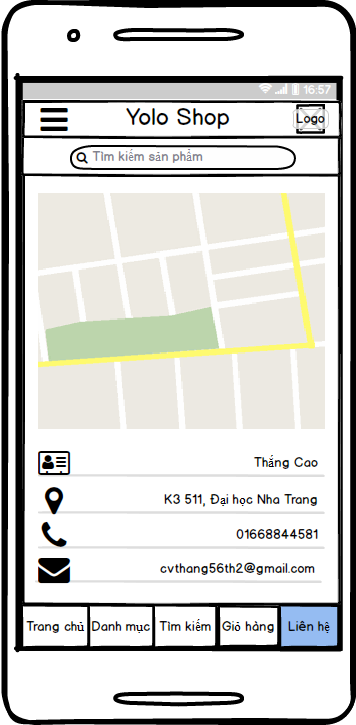 16:57
Yolo Shop
Logo
Tìm kiếm sản phẩm
Thắng Cao
K3 511, Đại học Nha Trang
01668844581
cvthang56th2@gmail.com
Trang chủ Danh mục Tìm kiếm Giỏ hàng Liên hệ